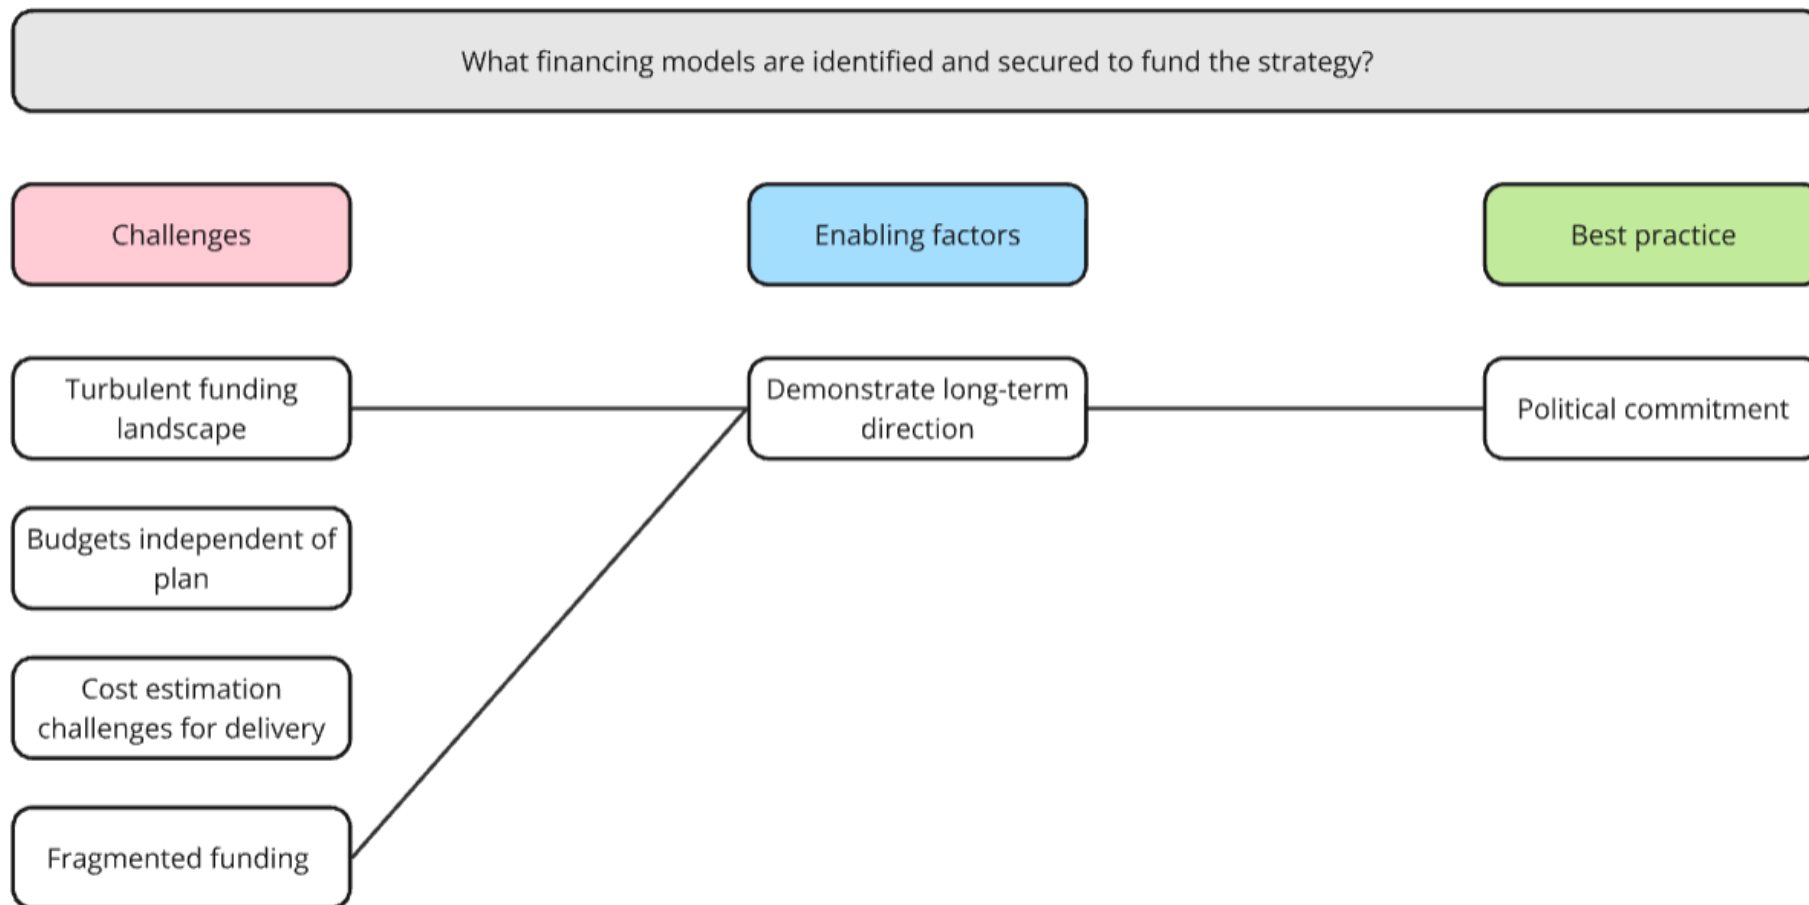 What financing models are identified and secured to fund the strategy?
Challenges
Enabling factors
Best practice
Turbulent funding
landscape
Demonstrate long-term
direction
Political commitment
Budgets independent of
plan
Cost estimation
challenges for delivery
Fragmented funding